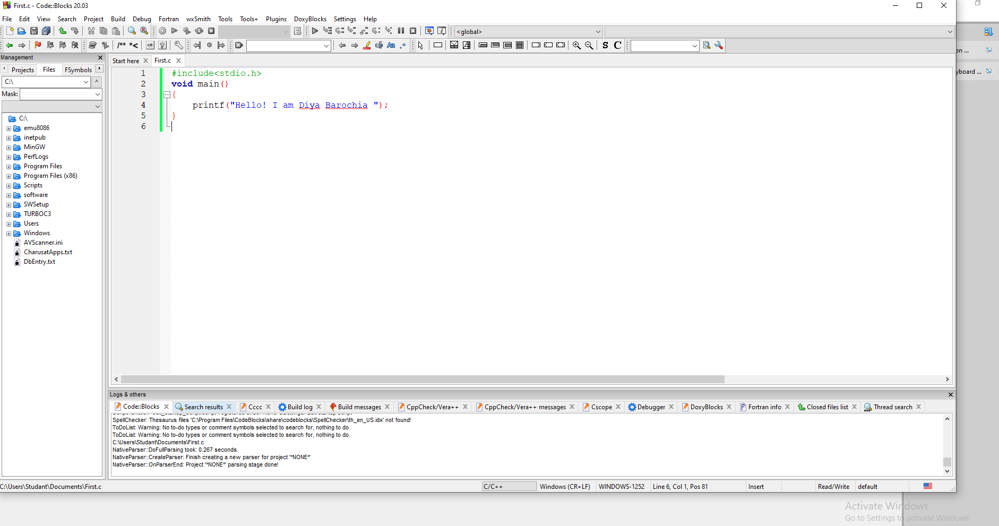 First.c - Code::Blocks 20.03
File Edit View Search Project Build Debug Fortran wxSmith Tools Tools+ Plugins DoxyBlocks Settings Help
<global>
/** *<
S C
Management
Projects Files FSymbols
C:\
Mask:
C:\
emu8086
inetpub
MinGW
PerfLogs
Program Files
Program Files (x86)
Scripts
software
SWSetup
TURBOC3
Users
Windows
AVScanner.ini
CharusatApps.txt
DbEntry.txt
Start here First.c
1 #include<stdio.h>
2 void main()
3 {
4 printf("Hello! I am Diya Barochia ");
5 }
6
on ...
yboard ...
Logs & others
Code::Blocks Search results Cccc Build log Build messages CppCheck/Vera++ CppCheck/Vera++ messages Cscope Debugger DoxyBlocks Fortran info Closed files list Thread search
SpellChecker: Thesaurus files 'C:\Program Files\CodeBlocks\share\codeblocks\SpellChecker\th_en_US.idx' not found!
ToDoList: Warning: No to-do types or comment symbols selected to search for, nothing to do.
ToDoList: Warning: No to-do types or comment symbols selected to search for, nothing to do.
C:\Users\Studant\Documents\First.c
NativeParser::DoFullParsing took: 0.267 seconds.
NativeParser::CreateParser: Finish creating a new parser for project '*NONE*'
NativeParser::OnParserEnd: Project '*NONE*' parsing stage done!
C:\Users\Studant\Documents\First.c C/C++ Windows (CR+LF) WINDOWS-1252 Line 6, Col 1, Pos 81 Insert Read/Write default
Activate Windows
Go to Settings to activate Windows.